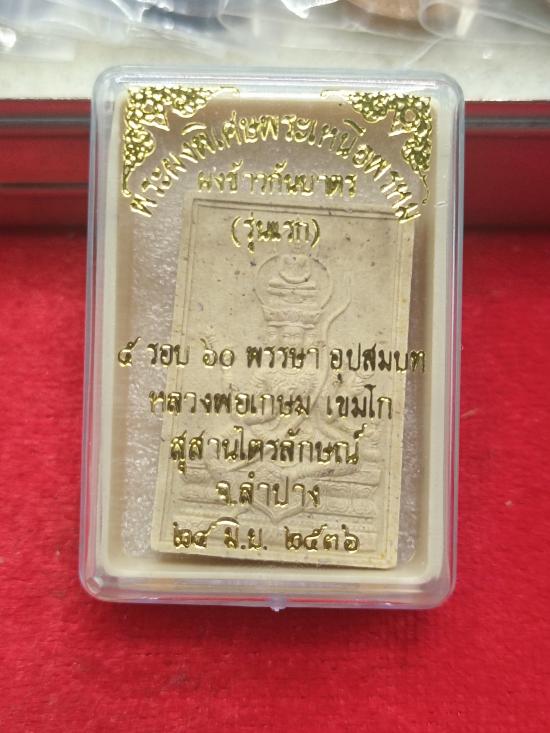 พระผงพิเศษพระเหนือพรหม
ผงข้าวก้นบาตร
(รุ่นแรก)
๕ รอบ ๖๐ พรรษา อุปสมบท
หลวงพ่อเกษม เขมโก
สุสานไตรลักษณ์
จ.ลำปาง
๒๔ มิ.ย. ๒๕๓๖